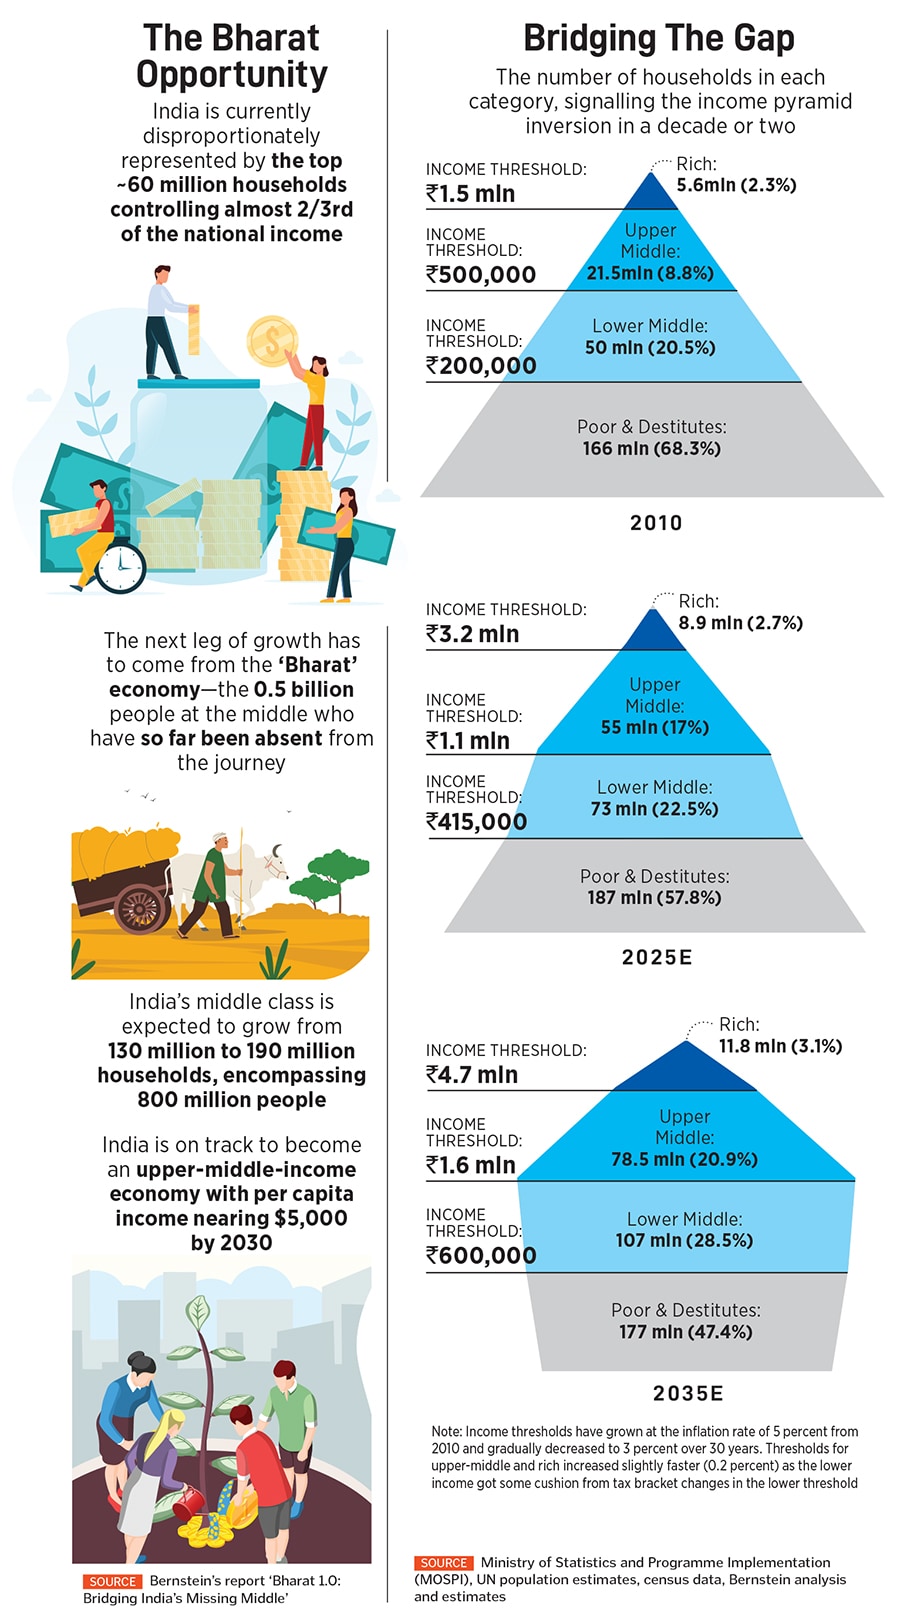 The Bharat
Opportunity
India is currently
disproportionately
represented by the top
~60 million households
controlling almost 2/3rd
of the national income
The next leg of growth has
to come from the ‘Bharat’
economy—the 0.5 billion
people at the middle who
have so far been absent from
the journey
India’s middle class is
expected to grow from
130 million to 190 million
households, encompassing
800 million people
India is on track to become
an upper-middle-income
economy with per capita
income nearing $5,000
by 2030
SOURCE Bernstein’s report ‘Bharat 1.0:
Bridging India’s Missing Middle’
Bridging The Gap
The number of households in each
category, signalling the income pyramid
inversion in a decade or two
INCOME THRESHOLD:
₹1.5 mln
Rich:
5.6mln (2.3%)
INCOME
THRESHOLD:
₹500,000
Upper
Middle:
21.5mln (8.8%)
INCOME
THRESHOLD:
₹200,000
Lower Middle:
50 mln (20.5%)
Poor & Destitutes:
166 mln (68.3%)
2010
INCOME THRESHOLD:
₹3.2 mln
Rich:
8.9 mln (2.7%)
INCOME
THRESHOLD:
₹1.1 mln
Upper
Middle:
55 mln (17%)
INCOME
THRESHOLD:
₹415,000
Lower Middle:
73 mln (22.5%)
Poor & Destitutes:
187 mln (57.8%)
2025E
INCOME THRESHOLD:
₹4.7 mln
Rich:
11.8 mln (3.1%)
INCOME
THRESHOLD:
₹1.6 mln
Upper
Middle:
78.5 mln (20.9%)
INCOME
THRESHOLD:
₹600,000
Lower Middle:
107 mln (28.5%)
Poor & Destitutes:
177 mln (47.4%)
2035E
Note: Income thresholds have grown at the inflation rate of 5 percent from
2010 and gradually decreased to 3 percent over 30 years. Thresholds for
upper-middle and rich increased slightly faster (0.2 percent) as the lower
income got some cushion from tax bracket changes in the lower threshold
SOURCE Ministry of Statistics and Programme Implementation
(MOSPI), UN population estimates, census data, Bernstein analysis
and estimates